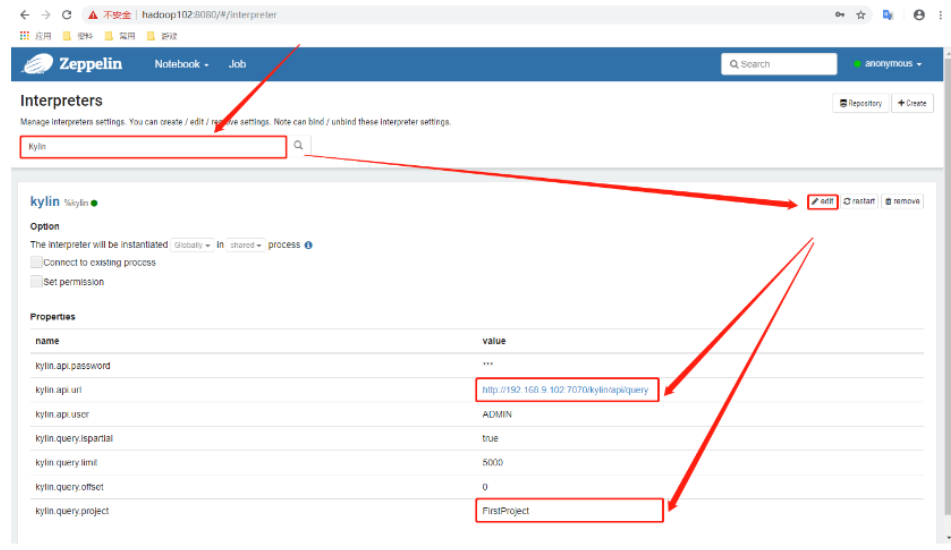 不安全 | hadoop102:8080/#/interpreter
应用 资料 常用
Zeppelin Notebook Job Search anonymous
Interpreters
Repository + Create
Manage interpreters settings. You can create / edit / remove settings. Note can bind / unbind these interpreter settings.
Kylin
kylin %kylin edit restart remove
Option
The interpreter will be instantiated Globally in shared process
Connect to existing process
Set permission
Properties
name value
kylin.api.password ***
kylin.api.url http://192.168.9.102:7070/kylin/api/query
kylin.api.user ADMIN
kylin.query.ispartial true
kylin.query.limit 5000
kylin.query.offset 0
kylin.query.project FirstProject